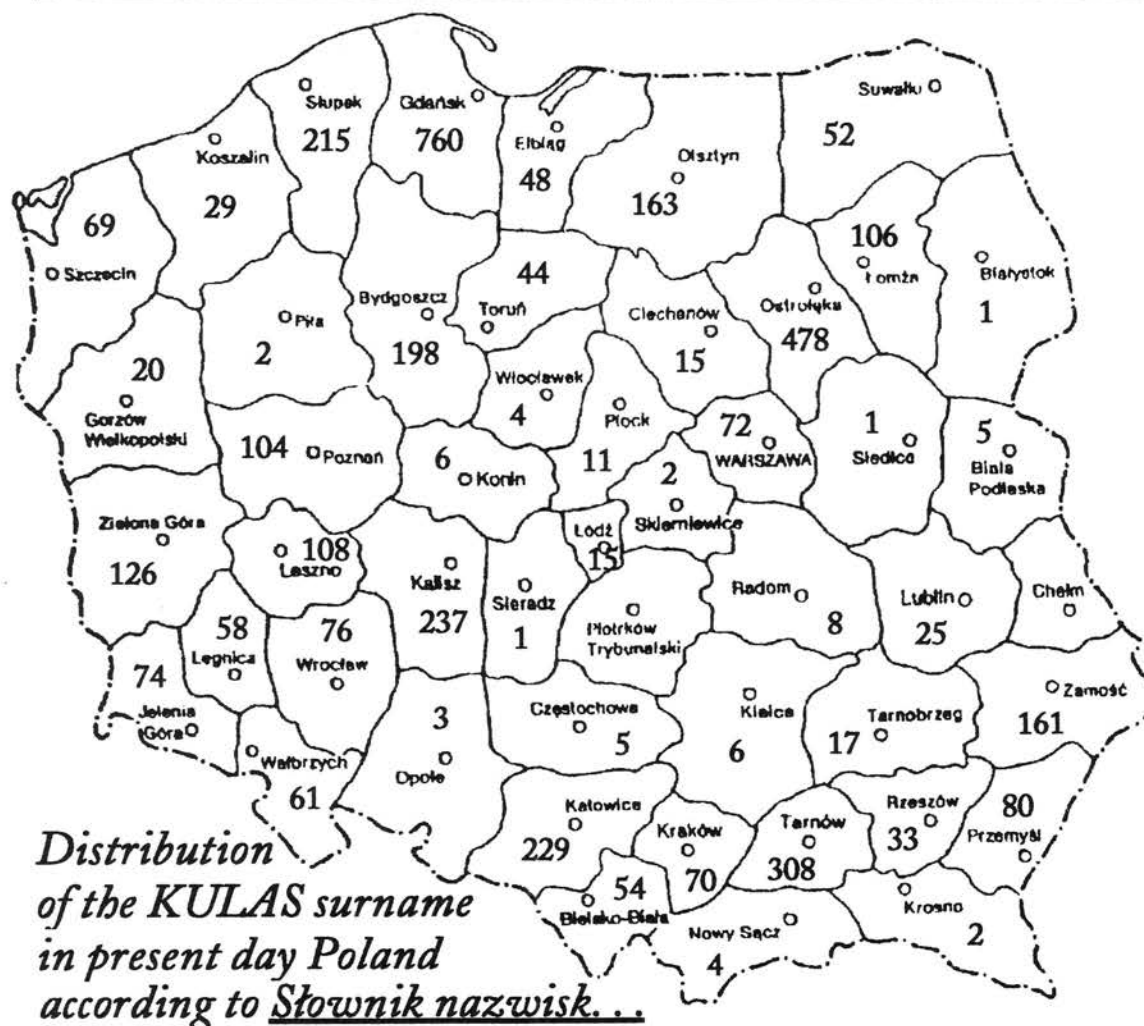 Słupsk
215
Gdańsk
760
Suwałki
52
Koszalin
29
Elbląg
48
Olsztyn
163
69
Szczecin
106
Łomża
Białystok
1
44
Toruń
Bydgoszcz
198
Piła
2
Ciechanów
15
Ostrołęka
478
20
Gorzów
Wielkopolski
Włocławek
4
Płock
11
72
WARSZAWA
1
Siedlce
5
Biała
Podlaska
104
Poznań
6
Konin
2
Skierniewice
Zielona Góra
126
108
Leszno
Kalisz
237
Łódź
15
Sieradz
1
Piotrków
Trybunalski
Radom
8
Lublin
25
Chełm
58
Legnica
76
Wrocław
74
Jelenia
Góra
Wałbrzych
61
3
Opole
Częstochowa
5
Kielce
6
Tarnobrzeg
17
Zamość
161
Katowice
229
Kraków
70
Tarnów
308
Rzeszów
33
80
Przemyśl
54
Bielsko-Biała
Nowy Sącz
4
Krosno
2
Distribution
of the KULAS surname
in present day Poland
according to Słownik nazwisk...